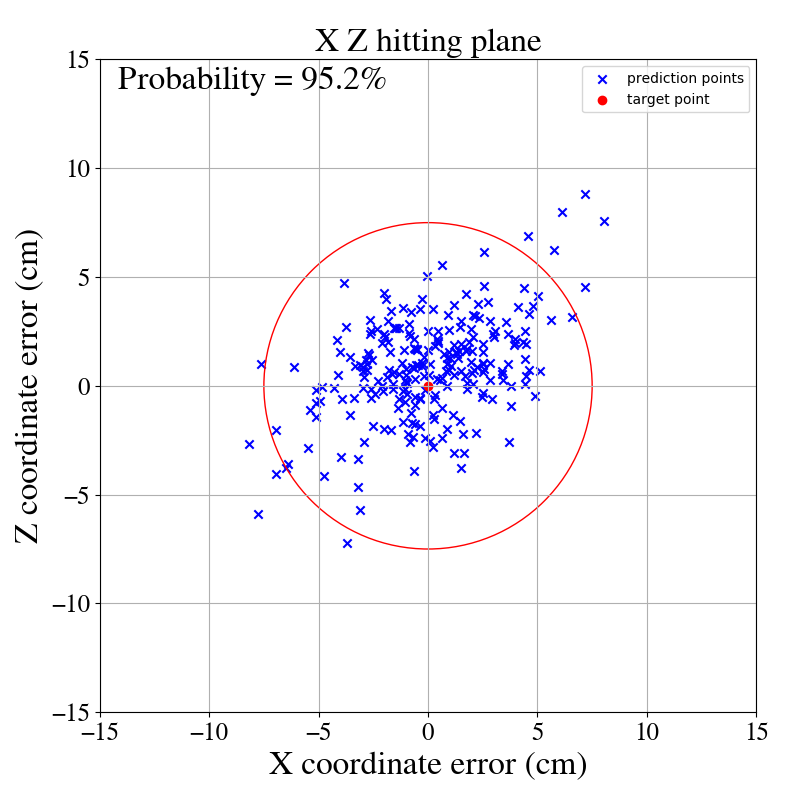 X Z hitting plane
Probability = 95.2%
prediction points
target point
Z coordinate error (cm)
15
10
5
0
−5
−10
−15
−15
−10
−5
0
5
10
15
X coordinate error (cm)